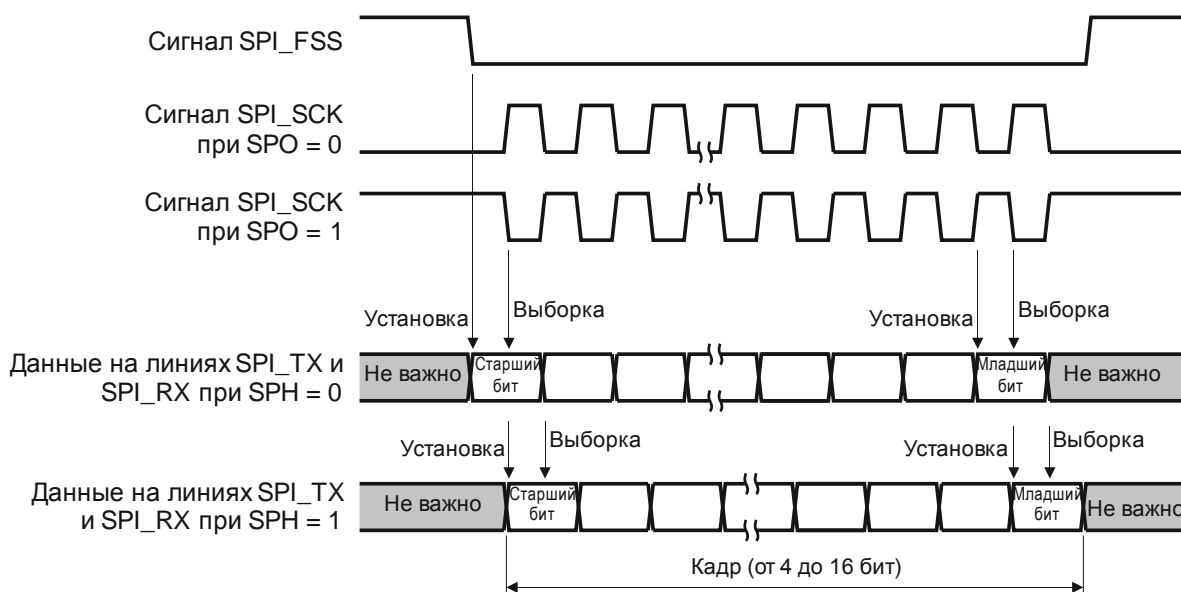 Сигнал SPI_FSS
Сигнал SPI_SCK
при SPO = 0
Сигнал SPI_SCK
при SPO = 1
Установка
Выборка
Установка
Выборка
Данные на линиях SPI_TX и
SPI_RX при SPH = 0
Не важно
Старший
бит
Младший
бит
Не важно
Установка
Выборка
Установка
Выборка
Данные на линиях SPI_TX
и SPI_RX при SPH = 1
Не важно
Старший
бит
Младший
бит
Не важно
Кадр (от 4 до 16 бит)